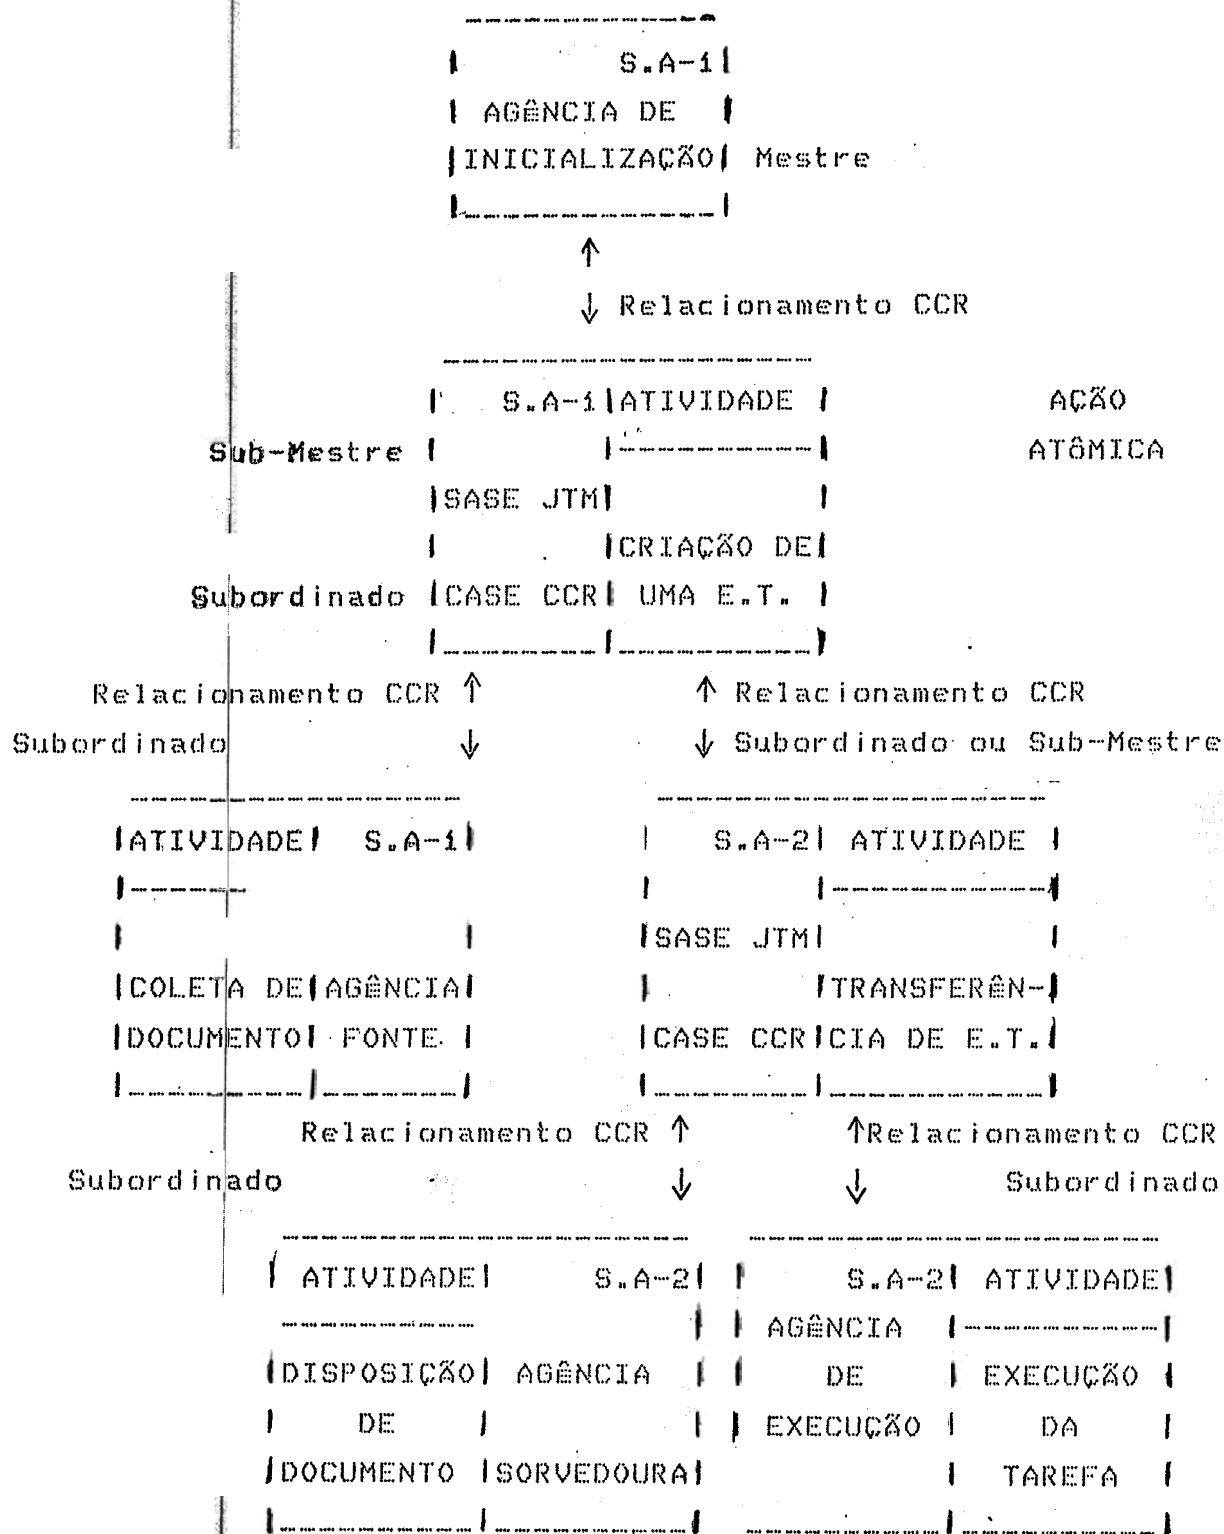 S.A-1
AGÊNCIA DE
INICIALIZAÇÃO Mestre
↑
↓ Relacionamento CCR
S.A-1 ATIVIDADE AÇÃO
Sub-Mestre ATÔMICA
SASE JTM
CRIAÇÃO DE
Subordinado CASE CCR UMA E.T.
Relacionamento CCR ↑ ↑ Relacionamento CCR
Subordinado ↓ ↓ Subordinado ou Sub-Mestre
ATIVIDADE S.A-1 S.A-2 ATIVIDADE
SASE JTM
COLETA DE AGÊNCIA TRANSFERÊN-
DOCUMENTO FONTE CASE CCR CIA DE E.T.
Relacionamento CCR ↑ ↑Relacionamento CCR
Subordinado ↓ ↓ Subordinado
ATIVIDADE S.A-2 S.A-2 ATIVIDADE
AGÊNCIA
DISPOSIÇÃO AGÊNCIA DE EXECUÇÃO
DE EXECUÇÃO DA
DOCUMENTO SORVEDOURA TAREFA